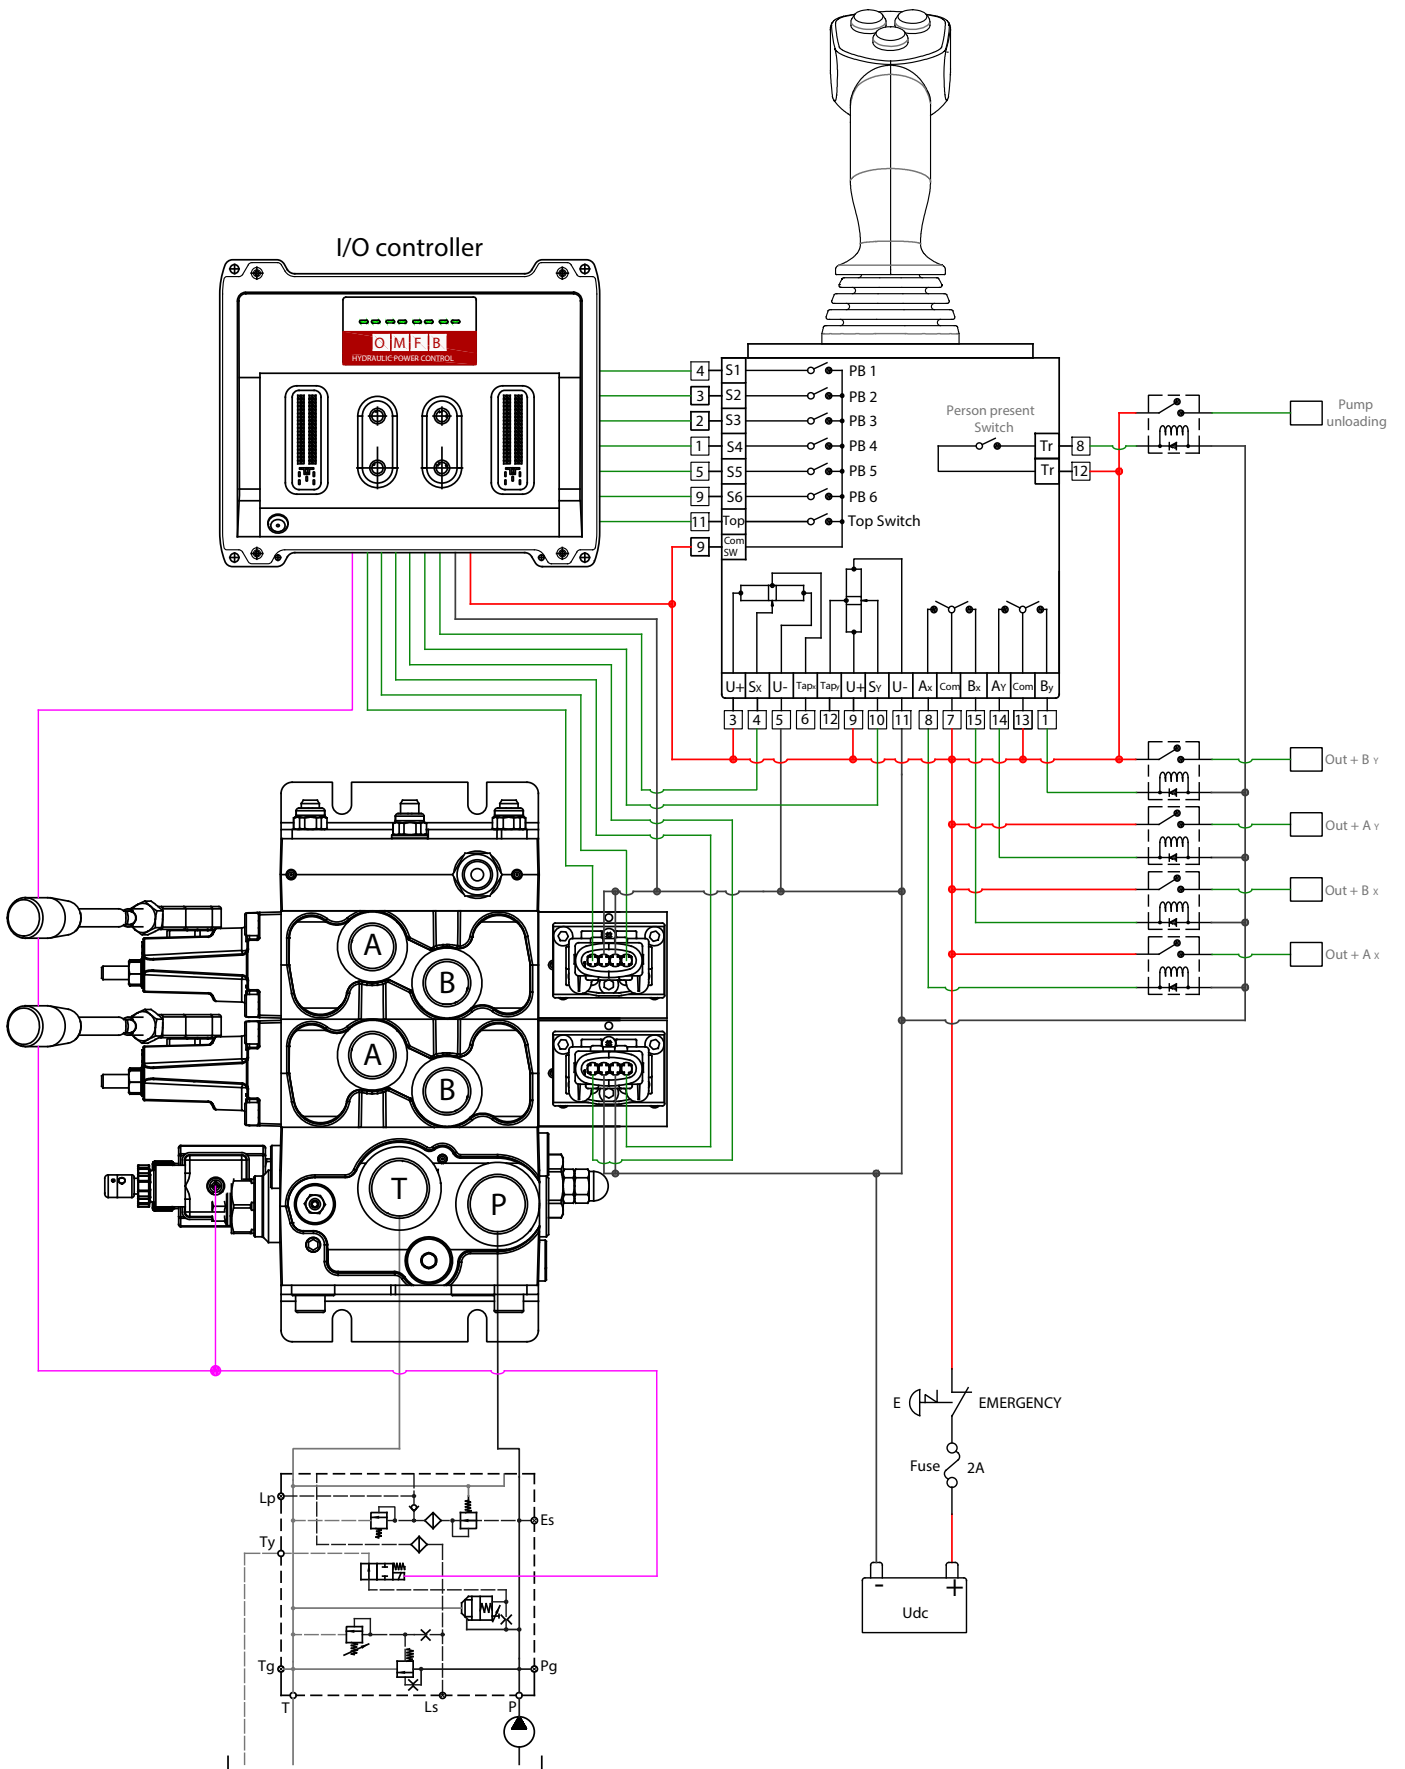 I/O controller
O M F B
HYDRAULIC POWER CONTROL
4 S1 PB 1
3 S2 PB 2
2 S3 PB 3
1 S4 PB 4
5 S5 PB 5
9 S6 PB 6
11 Top Top Switch
9 Com SW
Person present
Switch
Tr 8
Tr 12
Pump
unloading
U+ Sx U- Tapx Tapy U+ SY U- Ax Com Bx AY Com By
3 4 5 6 12 9 10 11 8 7 15 14 13 1
Out + B Y
Out + A Y
Out + B X
Out + A X
A
B
A
B
T
P
E EMERGENCY
Fuse 2A
- +
Udc
Lp
Es
Ty
Tg
Pg
T
Ls
P